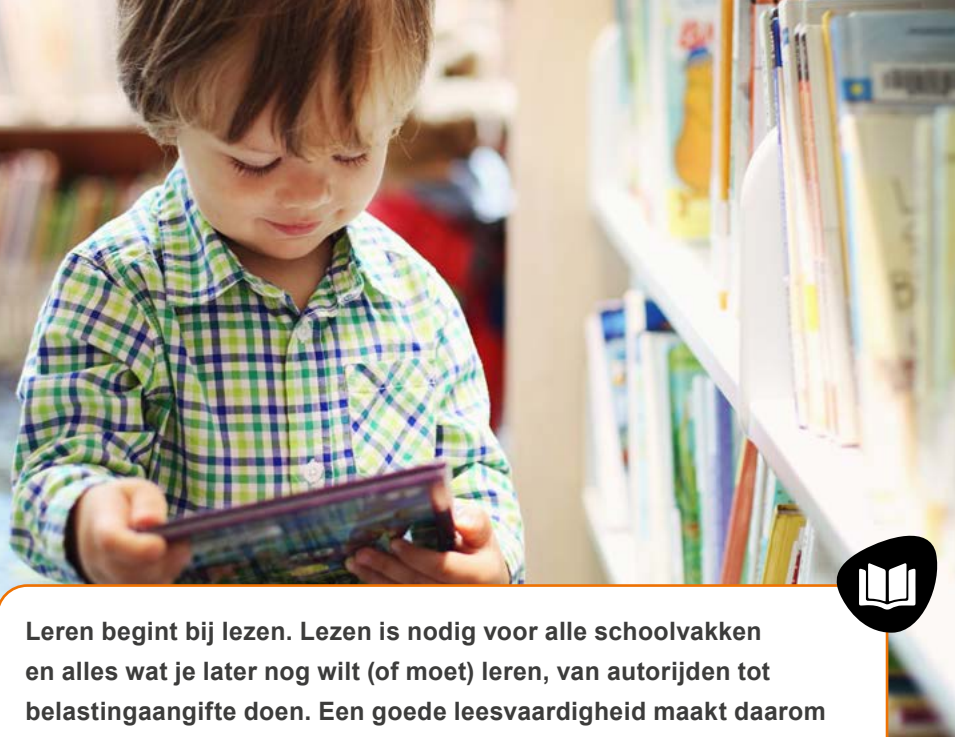 Leren begint bij lezen. Lezen is nodig voor alle schoolvakken
en alles wat je later nog wilt (of moet) leren, van autorijden tot
belastingaangifte doen. Een goede leesvaardigheid maakt daarom